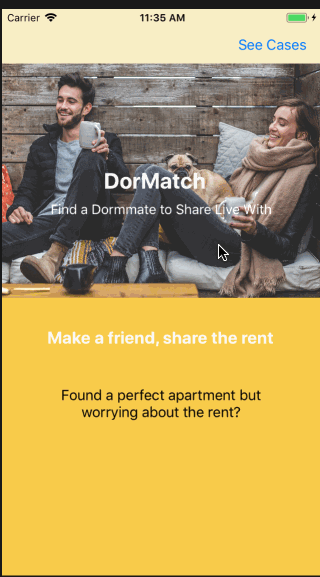 Carrier 11:35 AM
See Cases
DorMatch
Find a Dormmate to Share Live With
Make a friend, share the rent
Found a perfect apartment but
worrying about the rent?